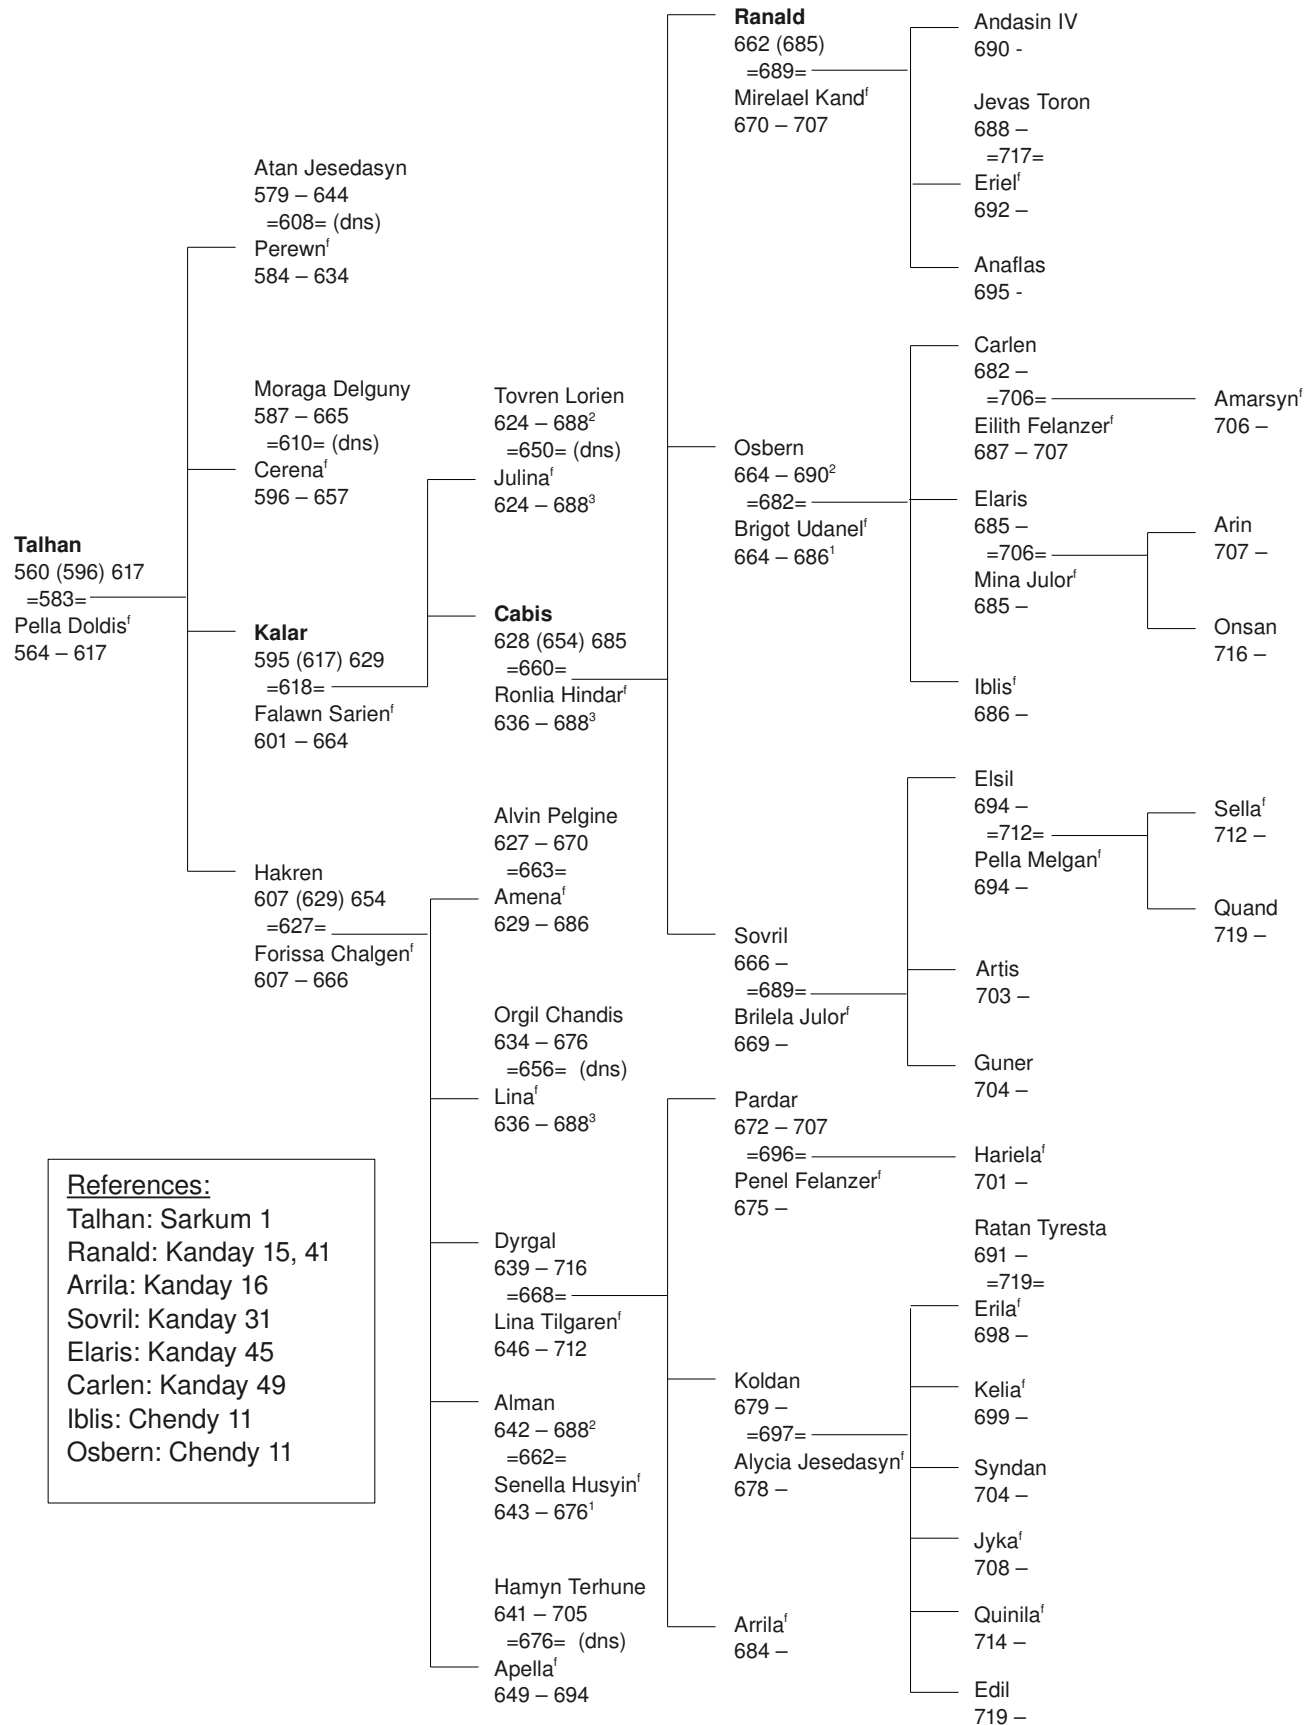 Talhan
560 (596) 617
=583=
Pella Doldisᶠ
564 – 617
Atan Jesedasyn
579 – 644
=608= (dns)
Perewnᶠ
584 – 634
Moraga Delguny
587 – 665
=610= (dns)
Cerenaᶠ
596 – 657
Kalar
595 (617) 629
=618=
Falawn Sarienᶠ
601 – 664
Hakren
607 (629) 654
=627=
Forissa Chalgenᶠ
607 – 666
Tovren Lorien
624 – 688²
=650= (dns)
Julinaᶠ
624 – 688³
Cabis
628 (654) 685
=660=
Ronlia Hindarᶠ
636 – 688³
Alvin Pelgine
627 – 670
=663=
Amenaᶠ
629 – 686
Orgil Chandis
634 – 676
=656= (dns)
Linaᶠ
636 – 688³
Dyrgal
639 – 716
=668=
Lina Tilgarenᶠ
646 – 712
Alman
642 – 688²
=662=
Senella Husyinᶠ
643 – 676¹
Hamyn Terhune
641 – 705
=676= (dns)
Apellaᶠ
649 – 694
Ranald
662 (685)
=689=
Mirelael Kandᶠ
670 – 707
Osbern
664 – 690²
=682=
Brigot Udanelᶠ
664 – 686¹
Sovril
666 –
=689=
Brilela Julorᶠ
669 –
Pardar
672 – 707
=696=
Penel Felanzerᶠ
675 –
Koldan
679 –
=697=
Alycia Jesedasynᶠ
678 –
Arrilaᶠ
684 –
Andasin IV
690 -
Jevas Toron
688 –
=717=
Erielᶠ
692 –
Anaflas
695 -
Carlen
682 –
=706=
Eilith Felanzerᶠ
687 – 707
Elaris
685 –
=706=
Mina Julorᶠ
685 –
Iblisᶠ
686 –
Elsil
694 –
=712=
Pella Melganᶠ
694 –
Artis
703 –
Guner
704 –
Harielaᶠ
701 –
Ratan Tyresta
691 –
=719=
Erilaᶠ
698 –
Keliaᶠ
699 –
Syndan
704 –
Jykaᶠ
708 –
Quinilaᶠ
714 –
Edil
719 –
Amarsynᶠ
706 –
Arin
707 –
Onsan
716 –
Sellaᶠ
712 –
Quand
719 –
References:
Talhan: Sarkum 1
Ranald: Kanday 15, 41
Arrila: Kanday 16
Sovril: Kanday 31
Elaris: Kanday 45
Carlen: Kanday 49
Iblis: Chendy 11
Osbern: Chendy 11